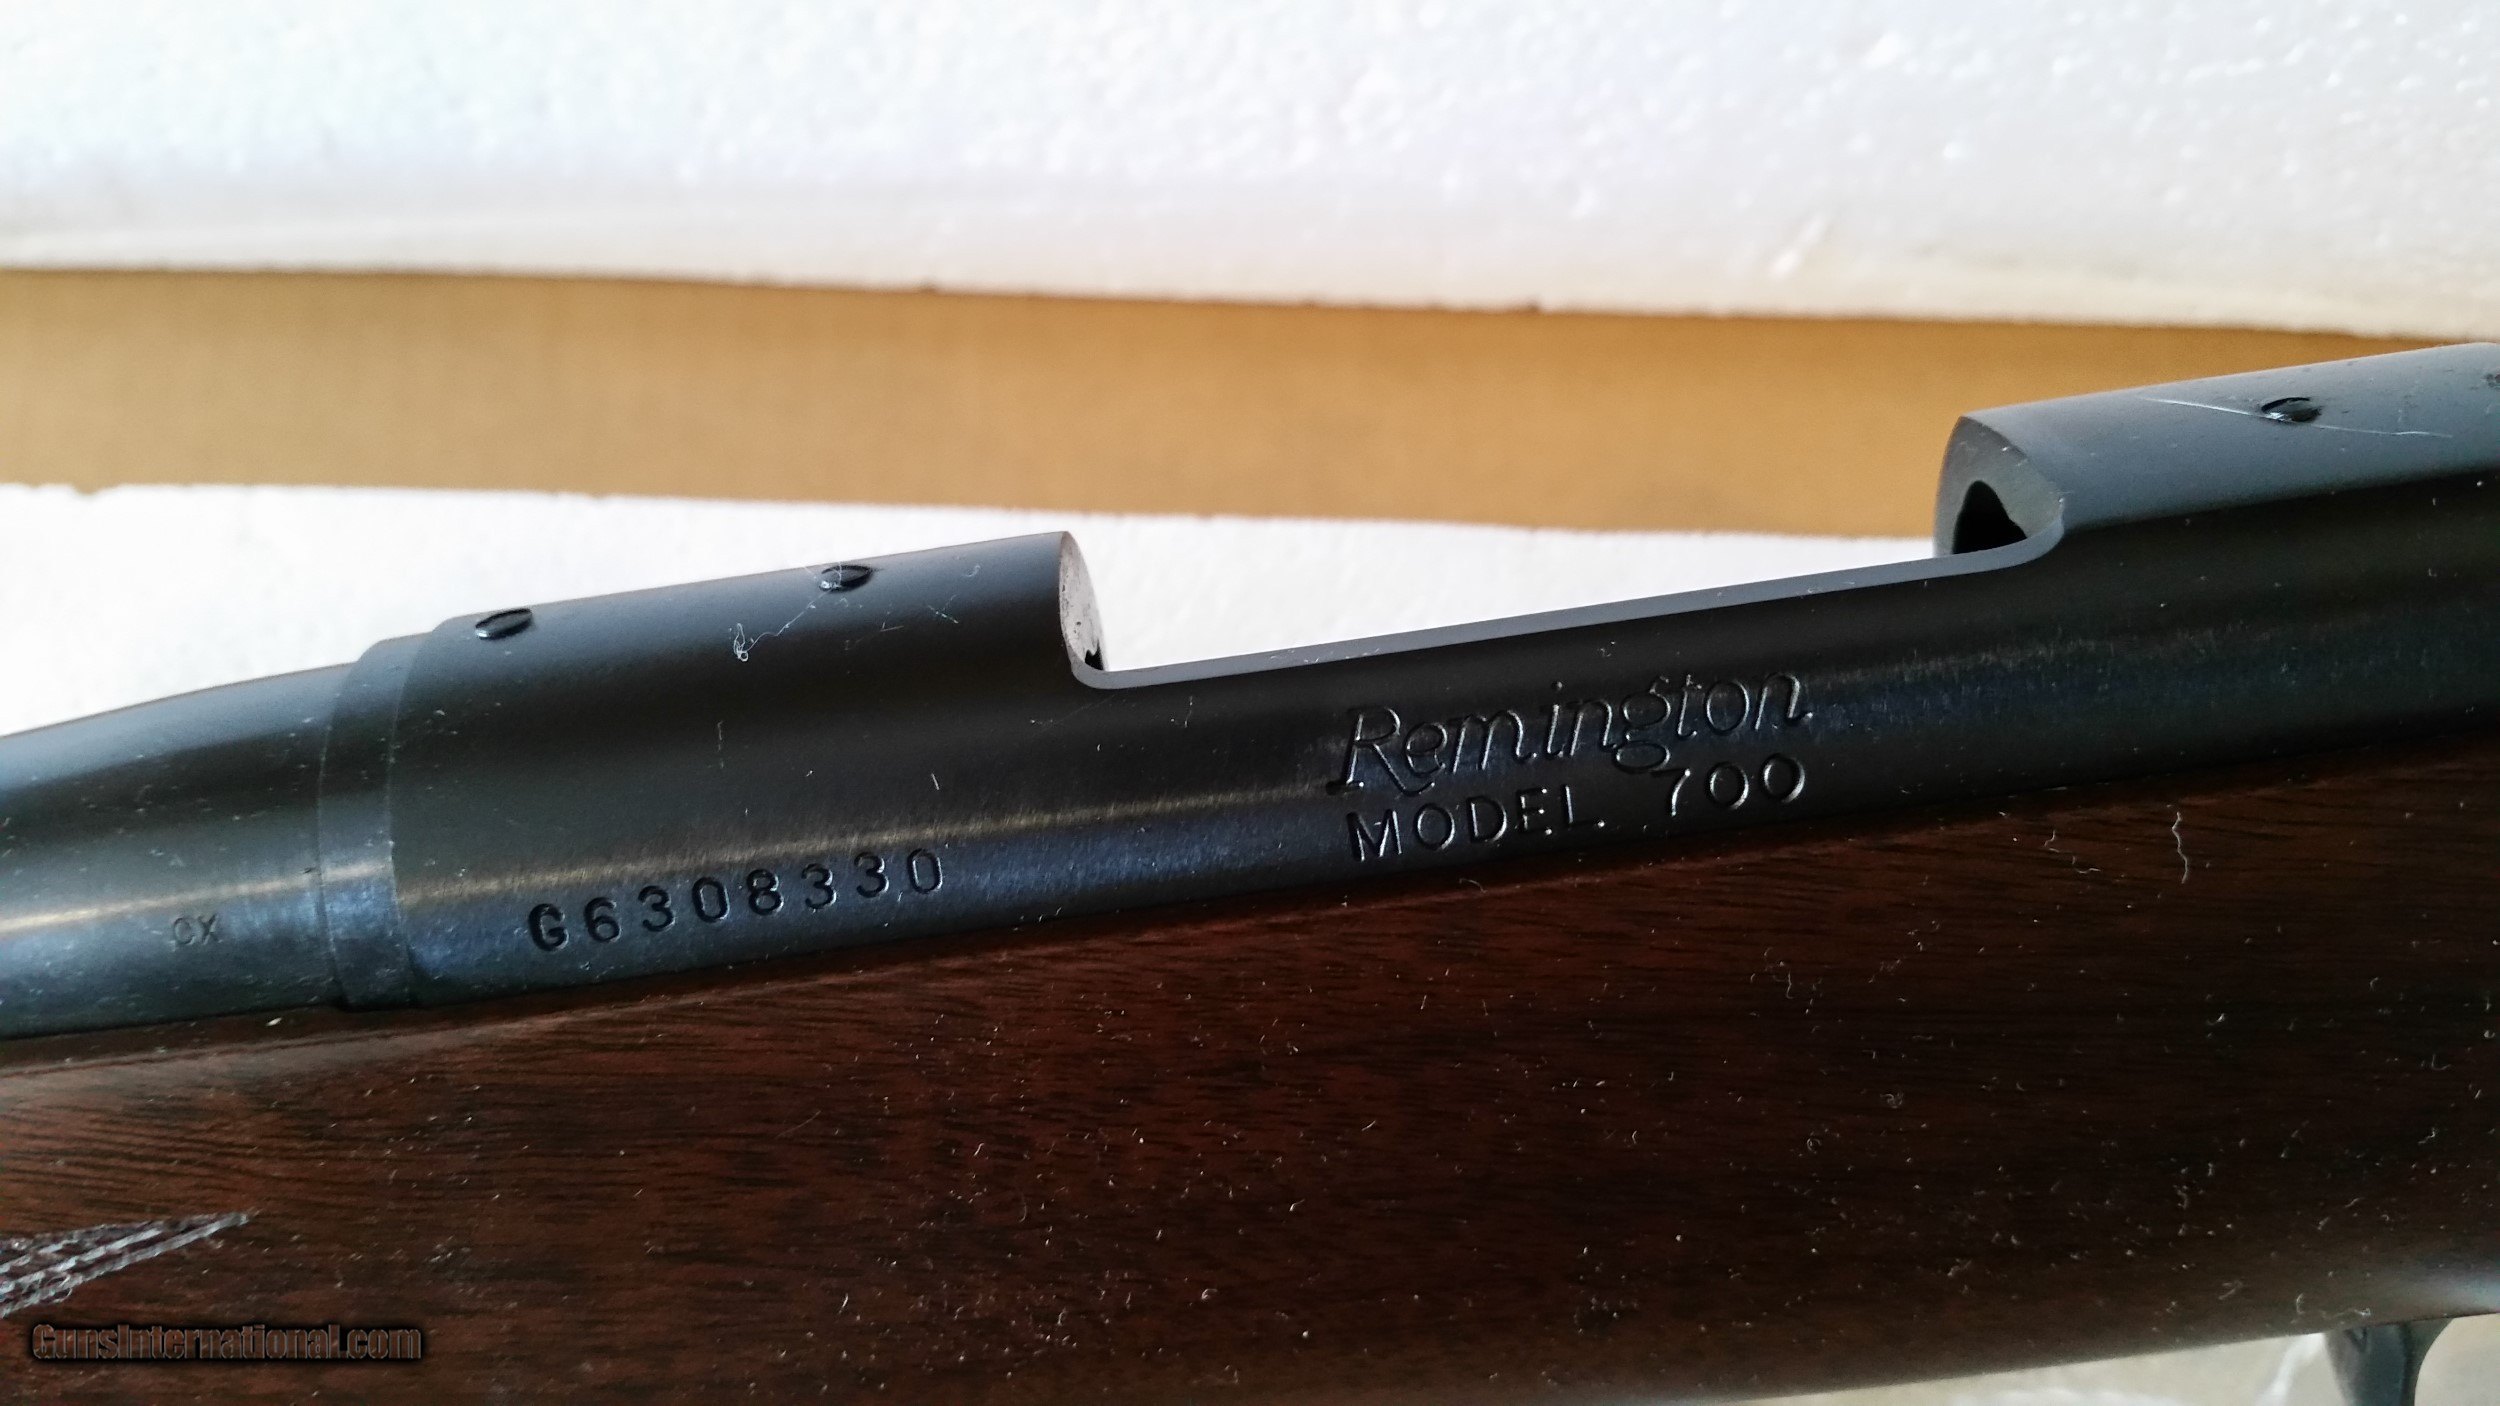 Remington
MODEL 700
G6308330
CX
GunsInternational.com